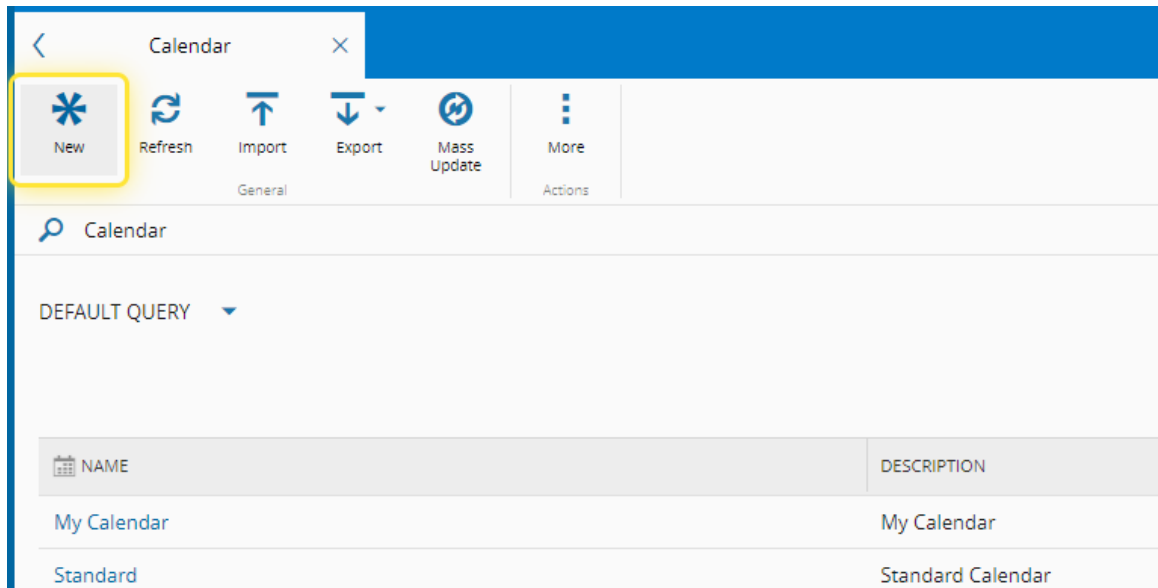 Calendar
New Refresh Import Export Mass Update More
General Actions
Calendar
DEFAULT QUERY
NAME DESCRIPTION
My Calendar My Calendar
Standard Standard Calendar